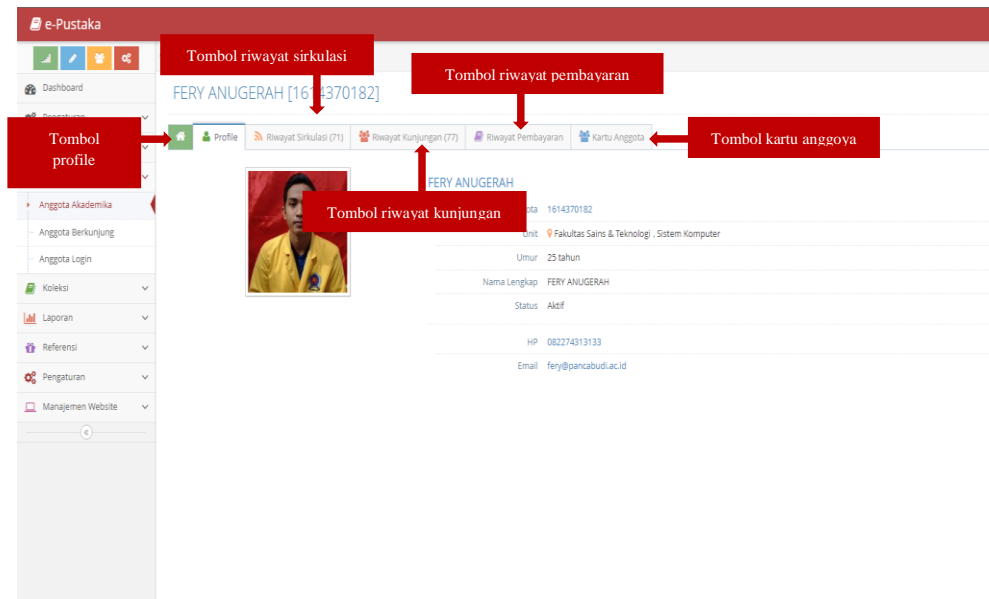 e-Pustaka
Tombol riwayat sirkulasi
Tombol riwayat pembayaran
Dashboard
FERY ANUGERAH [1614370182]
Pengaturan
Tombol
profile
Profile
Riwayat Sirkulasi (71)
Riwayat Kunjungan (77)
Riwayat Pembayaran
Kartu Anggota
Tombol kartu anggoya
FERY ANUGERAH
Anggota Akademika
Tombol riwayat kunjungan
ota 1614370182
Anggota Berkunjung
Unit Fakultas Sains & Teknologi , Sistem Komputer
Anggota Login
Umur 25 tahun
Koleksi
Nama Lengkap FERY ANUGERAH
Status Aktif
Laporan
Referensi
HP 082274313133
Email fery@pancabudi.ac.id
Pengaturan
Manajemen Website